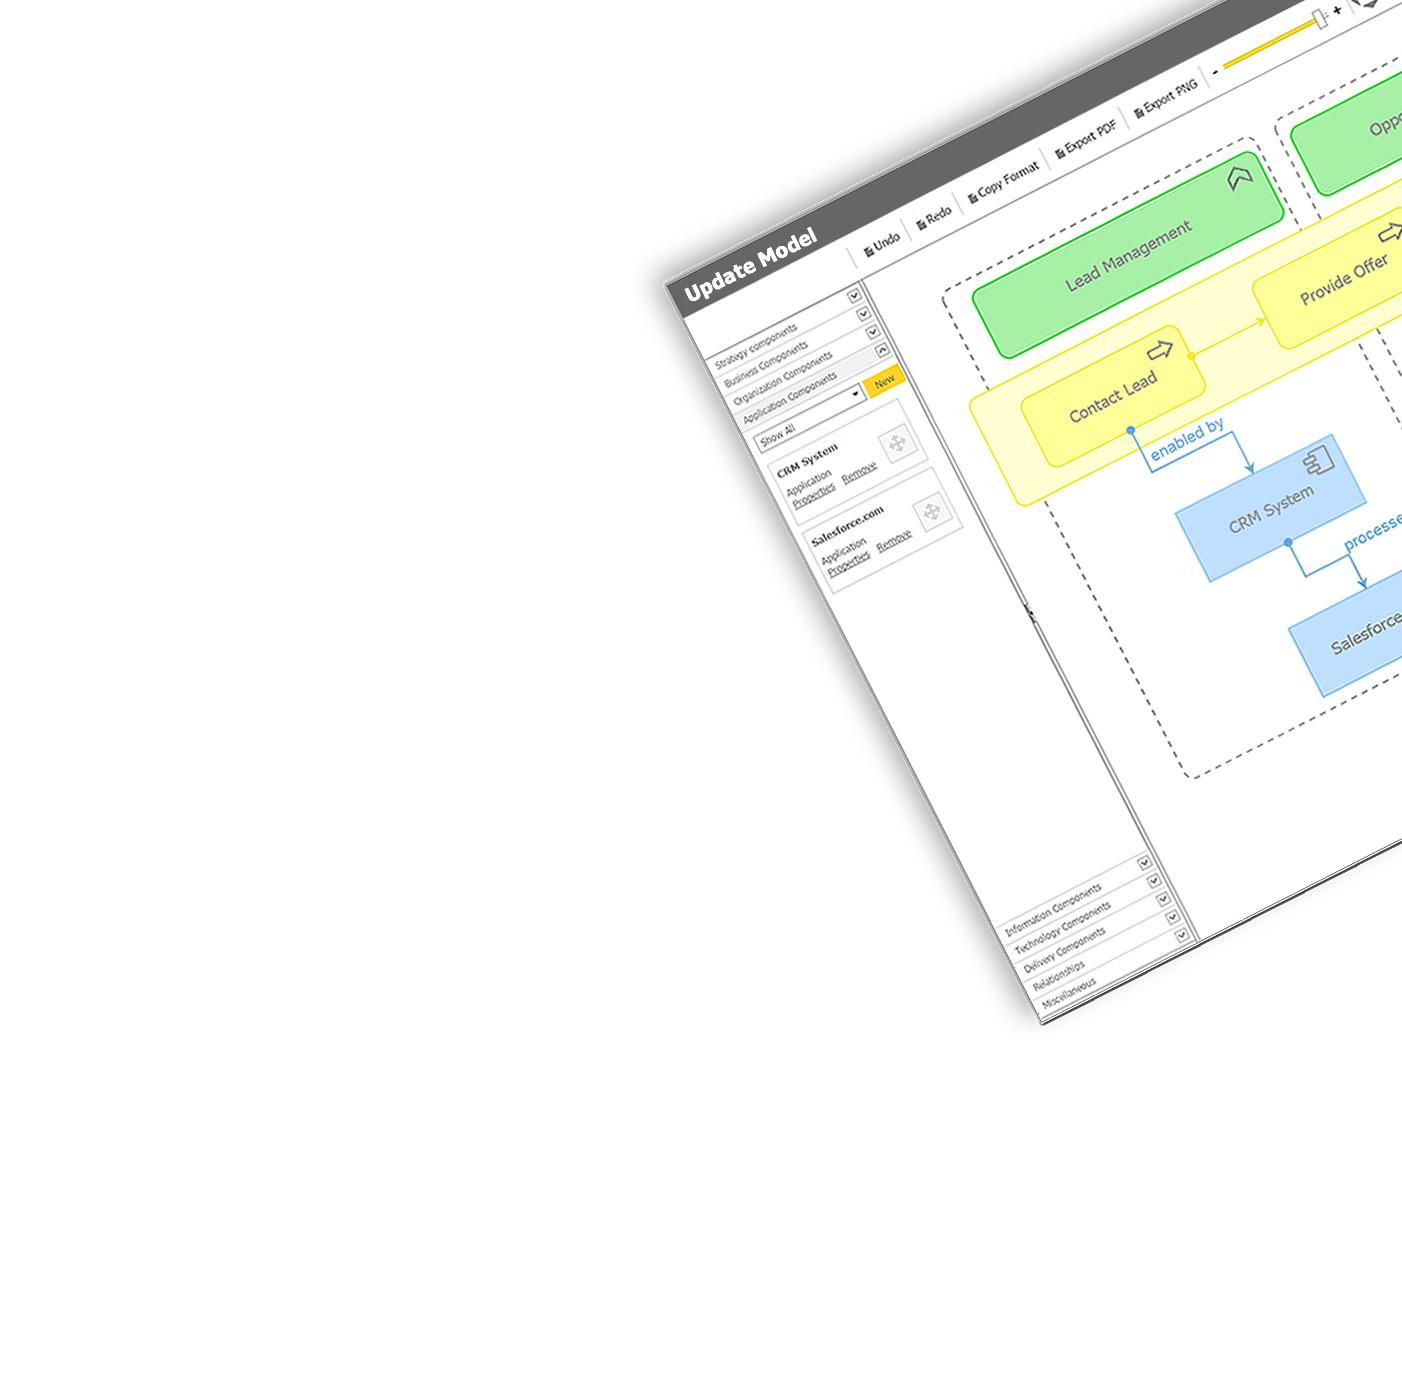 Update Model
Undo
Redo
Copy Format
Export PDF
Export PNG
-
+
Strategy components
Business Components
Organization Components
Application Components
Show All
New
CRM System
Application
Properties Remove
Salesforce.com
Application
Properties Remove
Information Components
Technology Components
Delivery Components
Relationships
Miscellaneous
Lead Management
Oppo
Contact Lead
Provide Offer
enabled by
CRM System
processe
Salesforce